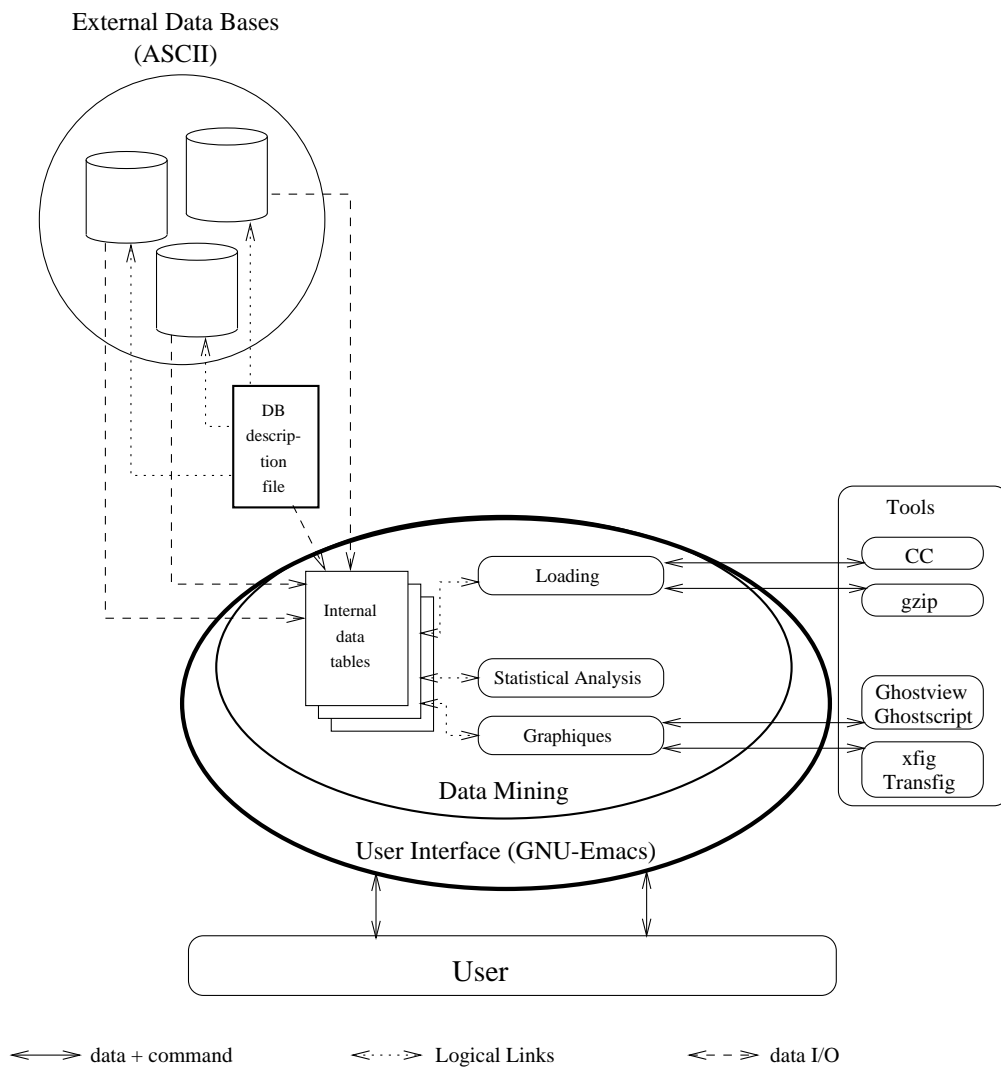 External Data Bases
(ASCII)
DB
descrip-
tion
file
Tools
CC
gzip
Ghostview
Ghostscript
xfig
Transfig
Internal
data
tables
Loading
Statistical Analysis
Graphiques
Data Mining
User Interface (GNU-Emacs)
User
data + command
Logical Links
data I/O